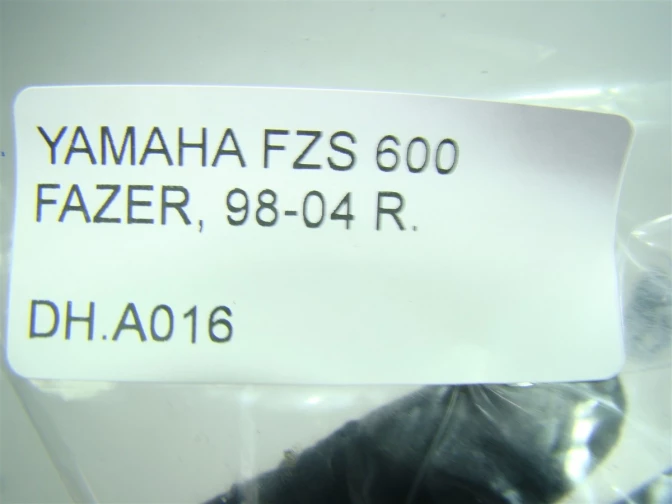 YAMAHA FZS 600
FAZER, 98-04 R.
DH.A016